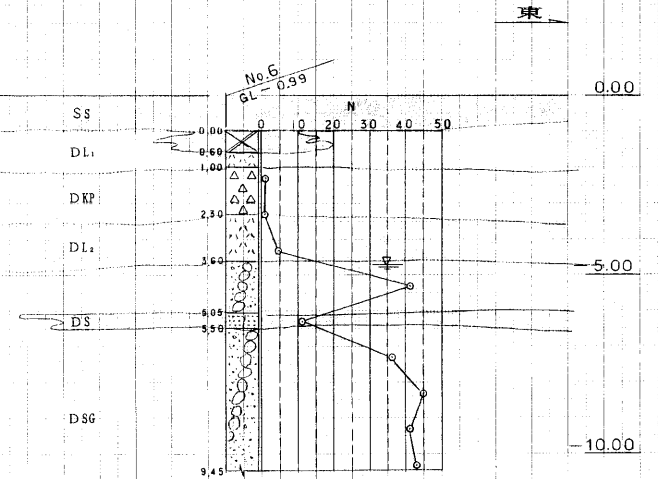 東
No.6
GL - 0.99
0.00
SS
N
0 10 20 30 40 50
0,00
DL₁
0,60
1,00
DKP
2,30
DL₂
3,60
5.00
5,05
DS
5,50
DSG
10.00
9,45